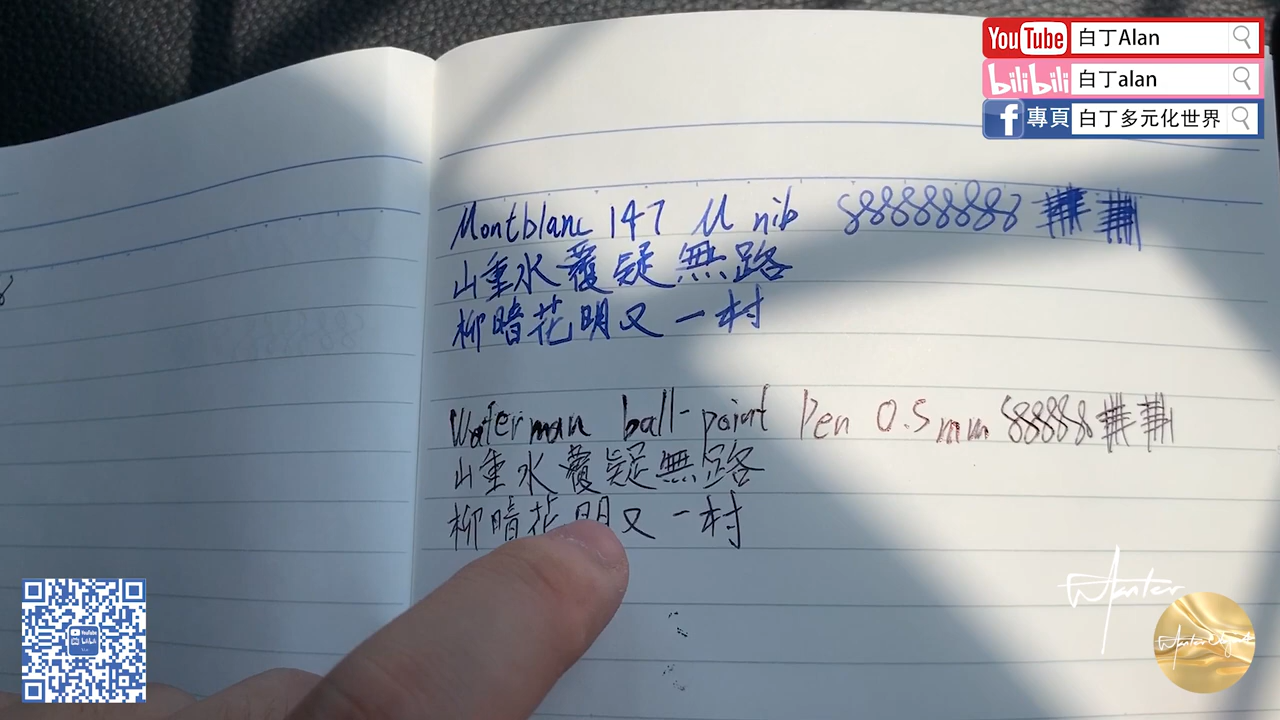 YouTube 白丁Alan
bilibili 白丁alan
f 專頁 白丁多元化世界
Montblanc 147 M nib 888888888
山重水覆疑無路
柳暗花明又一村
Waterman ball-point Pen 0.5mm 88888
山重水覆疑無路
柳暗花明又一村